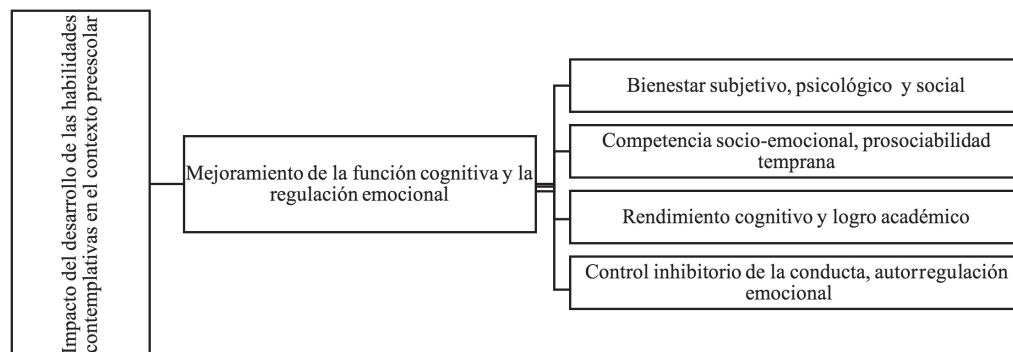 Impacto del desarrollo de las habilidades
contemplativas en el contexto preescolar
Mejoramiento de la función cognitiva y la
regulación emocional
Bienestar subjetivo, psicológico y social
Competencia socio-emocional, prosociabilidad
temprana
Rendimiento cognitivo y logro académico
Control inhibitorio de la conducta, autorregulación
emocional